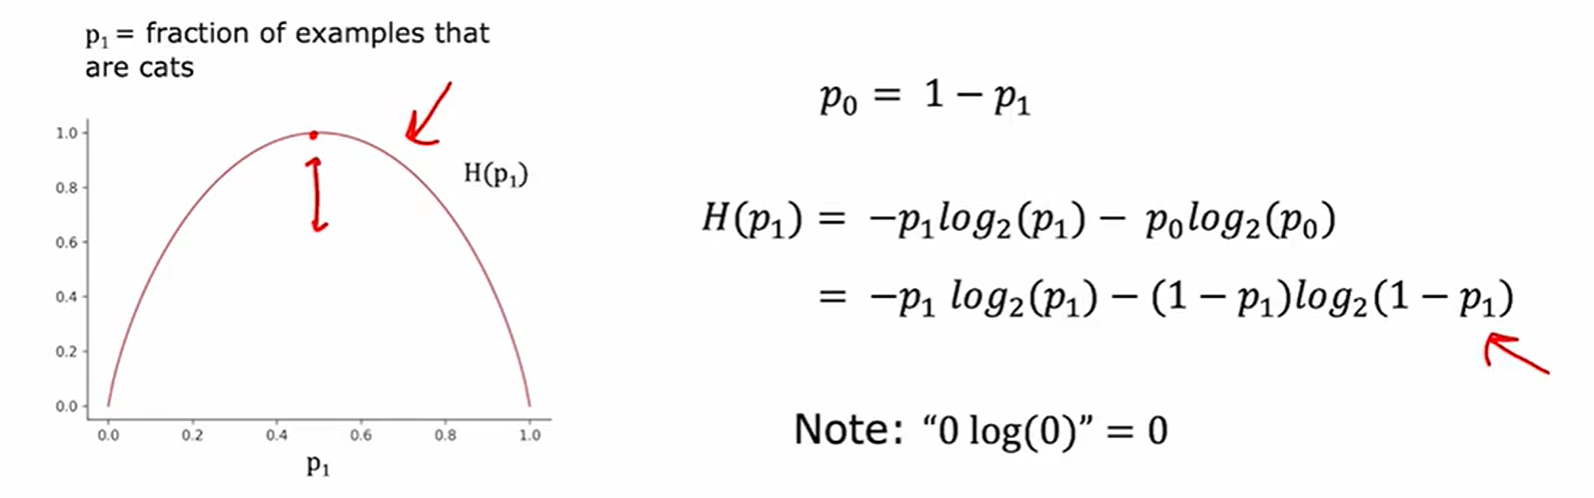 p₁ = fraction of examples that
are cats
1.0
0.8
0.6
0.4
0.2
0.0
0.0 0.2 0.4 0.6 0.8 1.0
p₁
H(p₁)
p₀ = 1 − p₁
H(p₁) = −p₁log₂(p₁) − p₀log₂(p₀)
= −p₁ log₂(p₁) − (1 − p₁)log₂(1 − p₁)
Note: “0 log(0)” = 0